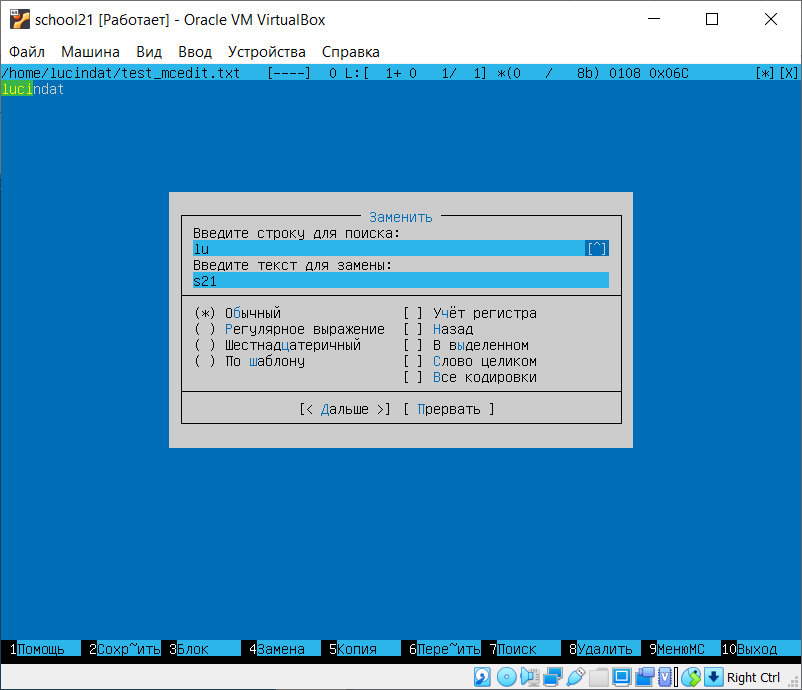 school21 [Работает] - Oracle VM VirtualBox
Файл Машина Вид Ввод Устройства Справка
/home/lucindat/test_mcedit.txt [----] 0 L:[ 1+ 0 1/ 1] *(0 / 8b) 0108 0x06C [*][X]
lucindat
Заменить
Введите строку для поиска:
lu [^]
Введите текст для замены:
s21
(*) Обычный [ ] Учёт регистра
( ) Регулярное выражение [ ] Назад
( ) Шестнадцатеричный [ ] В выделенном
( ) По шаблону [ ] Слово целиком
[ ] Все кодировки
[< Дальше >] [ Прервать ]
1Помощь 2Сохр~ить 3Блок 4Замена 5Копия 6Пере~ить 7Поиск 8Удалить 9МенюMC 10Выход
Right Ctrl